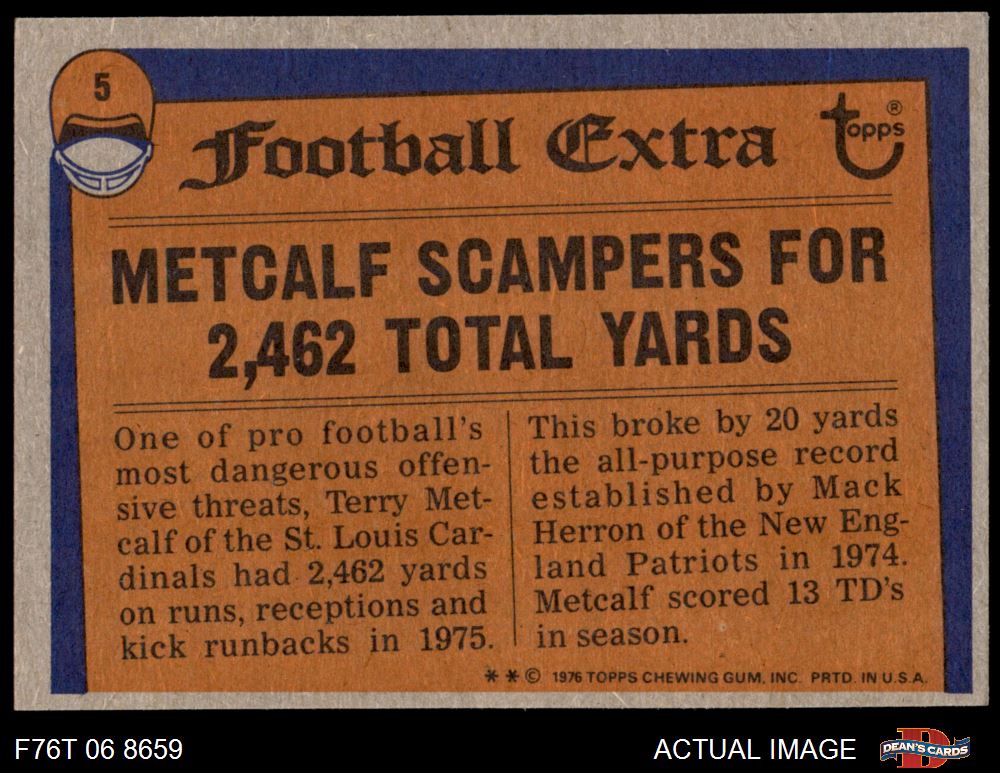 5
Football Extra
Topps ®
METCALF SCAMPERS FOR
2,462 TOTAL YARDS
One of pro football's
most dangerous offen-
sive threats, Terry Met-
calf of the St. Louis Car-
dinals had 2,462 yards
on runs, receptions and
kick runbacks in 1975.
This broke by 20 yards
the all-purpose record
established by Mack
Herron of the New Eng-
land Patriots in 1974.
Metcalf scored 13 TD's
in season.
** © 1976 TOPPS CHEWING GUM, INC. PRTD. IN U.S.A.
F76T 06 8659
ACTUAL IMAGE
D
DEAN'S CARDS